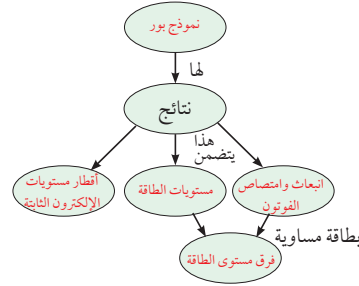 نموذج بور
لها
نتائج
هذا
يتضمن
انبعاث وامتصاص
الفوتون
مستويات الطاقة
أقطار مستويات
الإلكترون الثابتة
بطاقة مساوية
فرق مستوى الطاقة